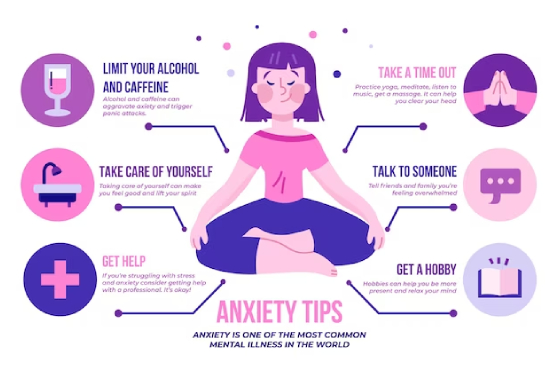 LIMIT YOUR ALCOHOL
AND CAFFEINE
Alcohol and caffeine can
aggravate axiety and trigger
panic attacks.
TAKE CARE OF YOURSELF
Taking care of yourself can make
you feel good and lift your spirit
GET HELP
If you're struggling with stress
and anxiety consider getting help
with a professional. It's okay!
TAKE A TIME OUT
Practice yoga, meditate, listen to
music, get a massage. It can help
you clear your head
TALK TO SOMEONE
Tell friends and family you're
feeling overwhelmed
GET A HOBBY
Hobbies can help you be more
present and relax your mind
ANXIETY TIPS
ANXIETY IS ONE OF THE MOST COMMON
MENTAL ILLNESS IN THE WORLD